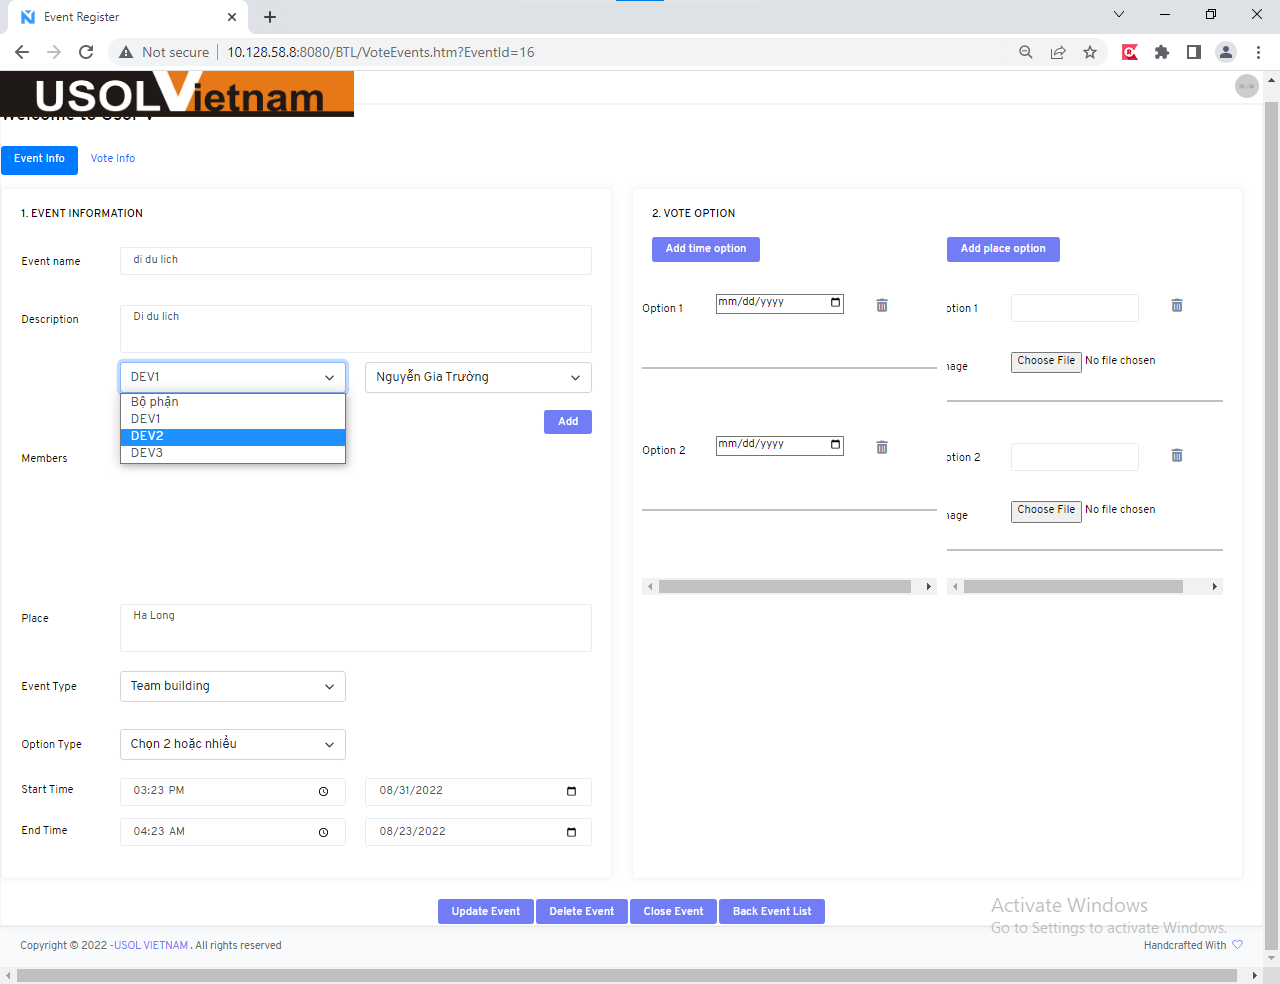 Event Register
Not secure
10.128.58.8:8080/BTL/VoteEvents.htm?EventId=16
USOLVietnam
Event Info
Vote Info
1. EVENT INFORMATION
Event name
di du lich
Description
Di du lich
DEV1
Nguyễn Gia Trường
Bộ phận
DEV1
DEV2
DEV3
Add
Members
Place
Ha Long
Event Type
Team building
Option Type
Chọn 2 hoặc nhiều
Start Time
03:23 PM
08/31/2022
End Time
04:23 AM
08/23/2022
2. VOTE OPTION
Add time option
Add place option
Option 1
mm/dd/yyyy
ption 1
Choose File No file chosen
nage
Option 2
mm/dd/yyyy
ption 2
Choose File No file chosen
nage
Update Event
Delete Event
Close Event
Back Event List
Activate Windows
Go to Settings to activate Windows.
Copyright © 2022 -USOL VIETNAM . All rights reserved
Handcrafted With